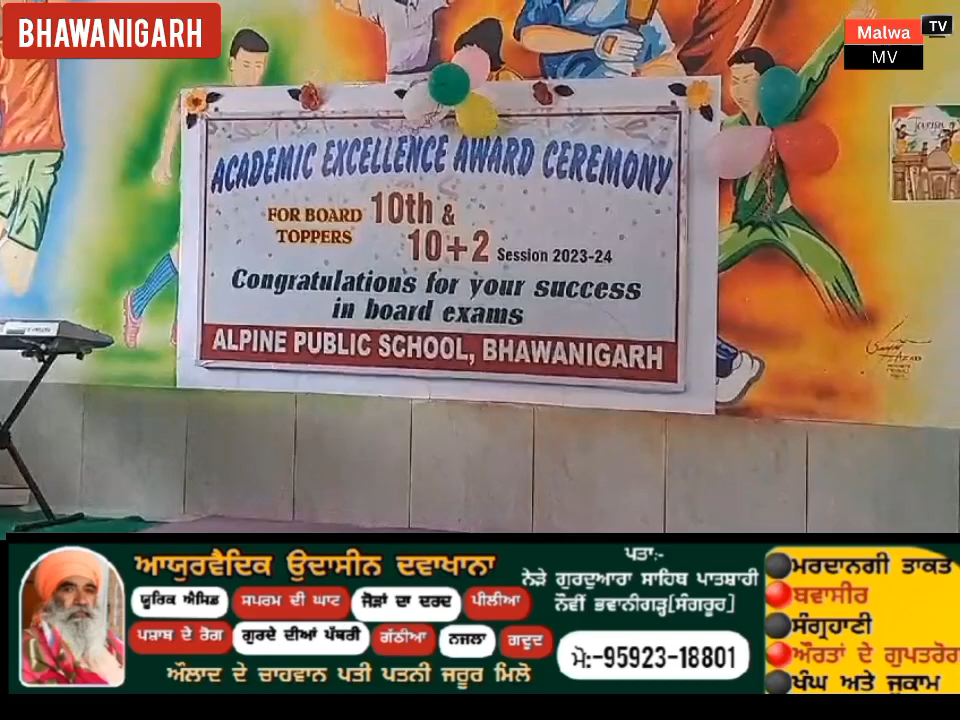 BHAWANIGARH
Malwa TV
MV
ACADEMIC EXCELLENCE AWARD CEREMONY
FOR BOARD TOPPERS 10th &
10+2 Session 2023-24
Congratulations for your success
in board exams
ALPINE PUBLIC SCHOOL, BHAWANIGARH
ਆਯੁਰਵੈਦਿਕ ਉਦਾਸੀਨ ਦਵਾਖਾਨਾ
ਯੂਰਿਕ ਐਸਿਡ ਸਪਰਮ ਦੀ ਘਾਟ ਜੋੜਾਂ ਦਾ ਦਰਦ ਪੀਲੀਆ
ਪਸ਼ਾਬ ਦੇ ਰੋਗ ਗੁਰਦੇ ਦੀਆਂ ਪੱਥਰੀ ਗੱਠੀਆ ਨਜਲਾ ਗਦੂਦ
ਔਲਾਦ ਦੇ ਚਾਹਵਾਨ ਪਤੀ ਪਤਨੀ ਜਰੂਰ ਮਿਲੋ
ਪਤਾ:-
ਨੇੜੇ ਗੁਰਦੁਆਰਾ ਸਾਹਿਬ ਪਾਤਸ਼ਾਹੀ
ਨੌਵੀਂ ਭਵਾਨੀਗੜ੍ਹ[ਸੰਗਰੂਰ]
ਮੋ:-95923-18801
ਮਰਦਾਨਗੀ ਤਾਕਤ
ਬਵਾਸੀਰ
ਸੰਗ੍ਰਹਾਣੀ
ਔਰਤਾਂ ਦੇ ਗੁਪਤਰੋਗ
ਖੰਘ ਅਤੇ ਜੁਕਾਮ